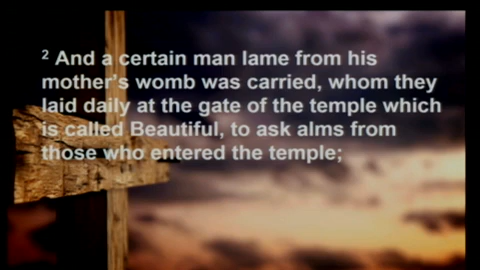 ² And a certain man lame from his
mother's womb was carried, whom they
laid daily at the gate of the temple which
is called Beautiful, to ask alms from
those who entered the temple;